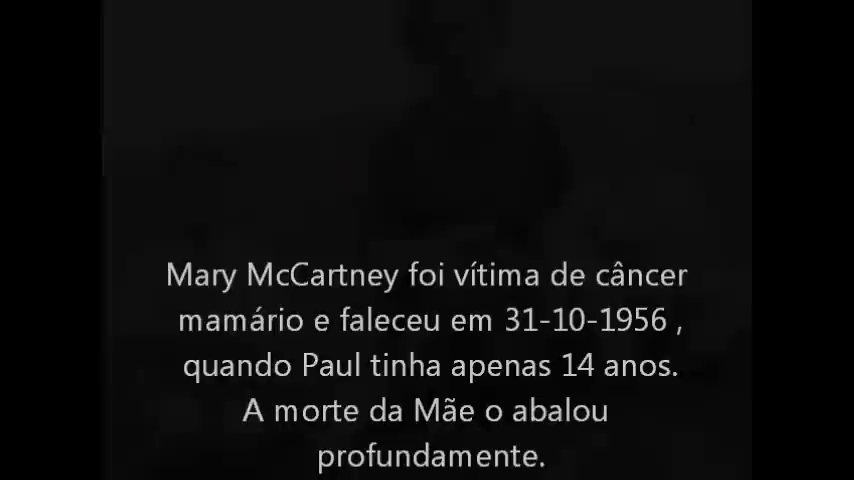 Mary McCartney foi vítima de câncer
mamário e faleceu em 31-10-1956 ,
quando Paul tinha apenas 14 anos.
A morte da Mãe o abalou
profundamente.